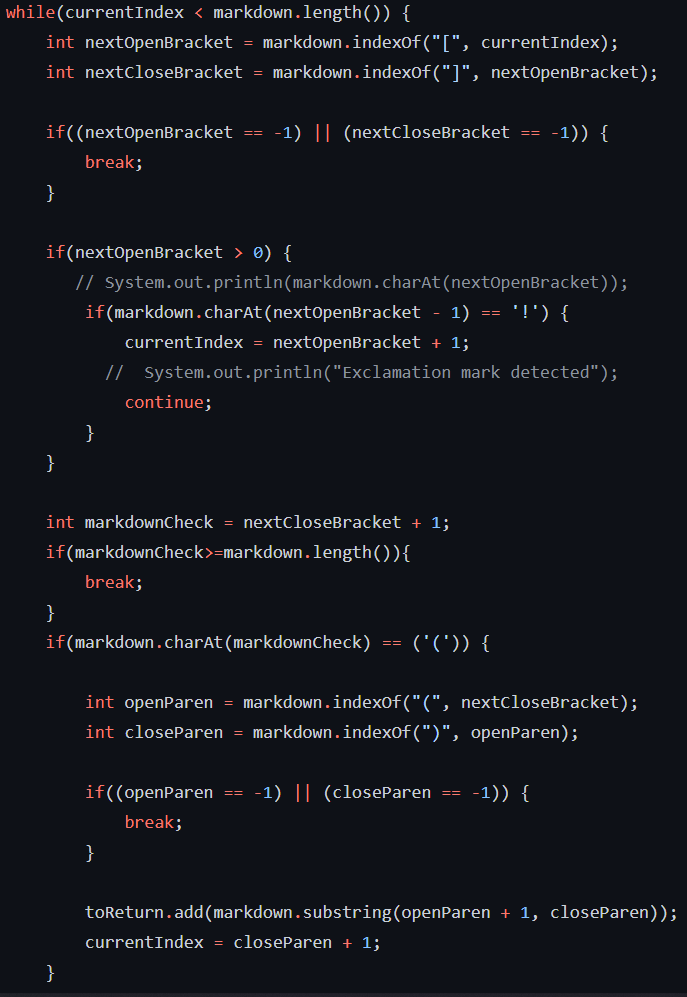 while(currentIndex < markdown.length()) {
    int nextOpenBracket = markdown.indexOf("[", currentIndex);
    int nextCloseBracket = markdown.indexOf("]", nextOpenBracket);

    if((nextOpenBracket == -1) || (nextCloseBracket == -1)) {
        break;
    }

    if(nextOpenBracket > 0) {
       // System.out.println(markdown.charAt(nextOpenBracket));
        if(markdown.charAt(nextOpenBracket - 1) == '!') {
            currentIndex = nextOpenBracket + 1;
          //  System.out.println("Exclamation mark detected");
            continue;
        }
    }

    int markdownCheck = nextCloseBracket + 1;
    if(markdownCheck>=markdown.length()){
        break;
    }
    if(markdown.charAt(markdownCheck) == ('(')) {

        int openParen = markdown.indexOf("(", nextCloseBracket);
        int closeParen = markdown.indexOf(")", openParen);

        if((openParen == -1) || (closeParen == -1)) {
            break;
        }

        toReturn.add(markdown.substring(openParen + 1, closeParen));
        currentIndex = closeParen + 1;
    }